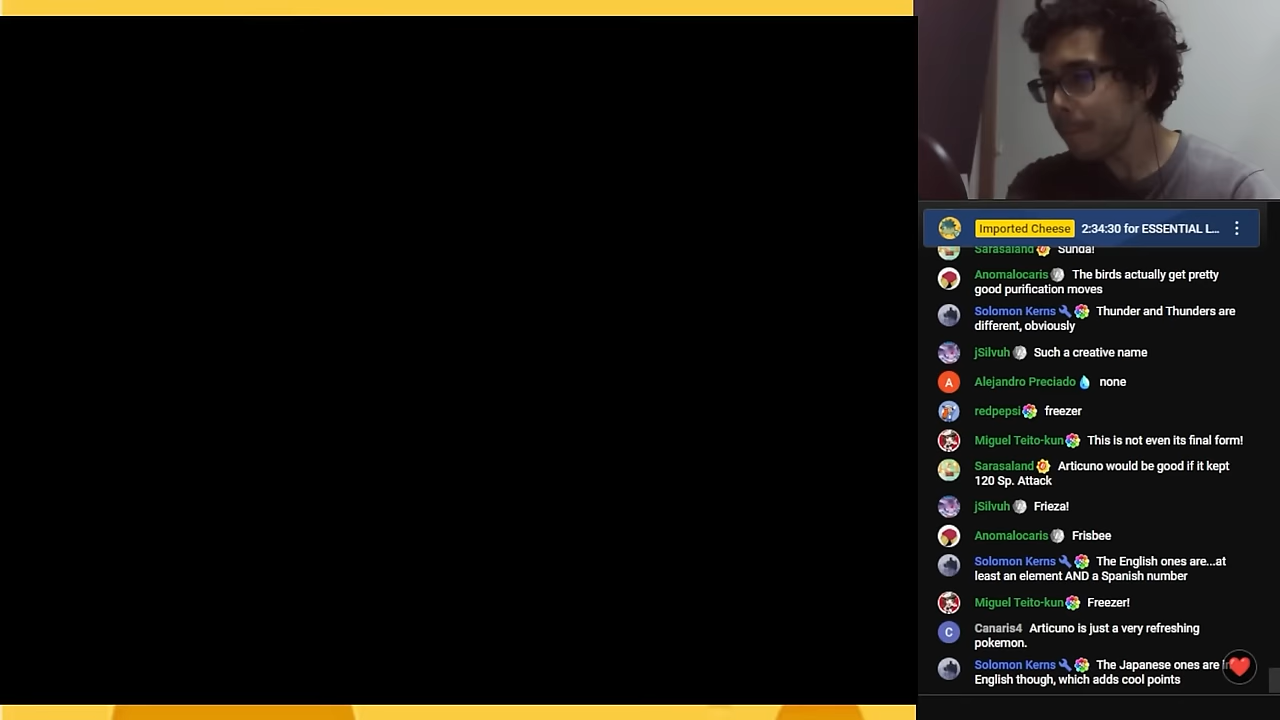 Imported Cheese 2:34:30 for ESSENTIAL L...
Sarasaland Sunda!
Anomalocaris The birds actually get pretty
good purification moves
Solomon Kerns Thunder and Thunders are
different, obviously
jSilvuh Such a creative name
A Alejandro Preciado none
redpepsi freezer
Miguel Teito-kun This is not even its final form!
Sarasaland Articuno would be good if it kept
120 Sp. Attack
jSilvuh Frieza!
Anomalocaris Frisbee
Solomon Kerns The English ones are...at
least an element AND a Spanish number
Miguel Teito-kun Freezer!
C Canaris4 Articuno is just a very refreshing
pokemon.
Solomon Kerns The Japanese ones are in
English though, which adds cool points